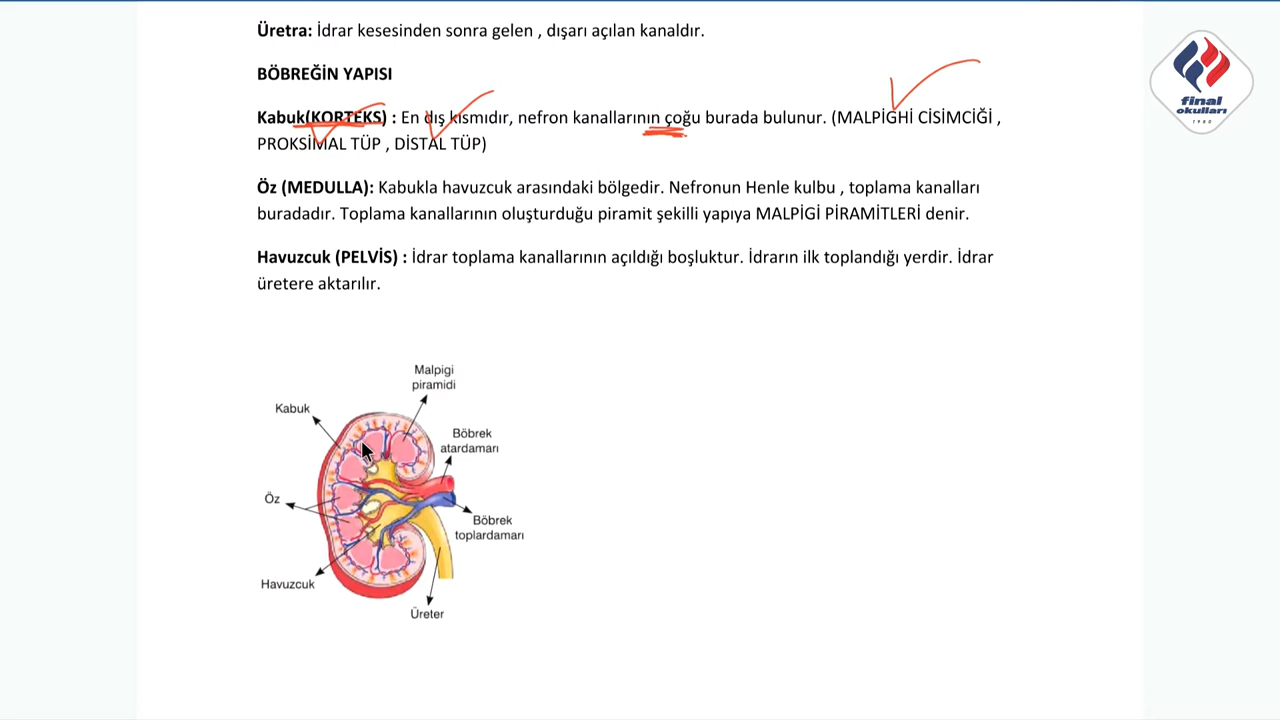 Üretra: İdrar kesesinden sonra gelen , dışarı açılan kanaldır.
BÖBREĞİN YAPISI
Kabuk(KORTEKS) : En dış kısmıdır, nefron kanallarının çoğu burada bulunur. (MALPİGHİ CİSİMCİĞİ ,
PROKSİMAL TÜP , DİSTAL TÜP)
Öz (MEDULLA): Kabukla havuzcuk arasındaki bölgedir. Nefronun Henle kulbu , toplama kanalları
buradadır. Toplama kanallarının oluşturduğu piramit şekilli yapıya MALPİGİ PİRAMİTLERİ denir.
Havuzcuk (PELVİS) : İdrar toplama kanallarının açıldığı boşluktur. İdrarın ilk toplandığı yerdir. İdrar
üretere aktarılır.
Malpigi
piramidi
Kabuk
Böbrek
atardamarı
Öz
Böbrek
toplardamarı
Havuzcuk
Üreter
final
okulları
1980